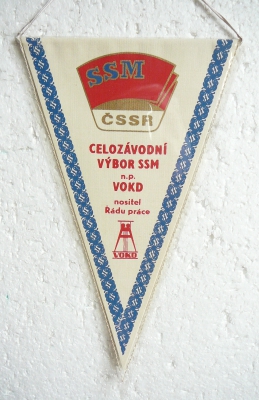 SSM
ČSSR
CELOZÁVODNÍ
VÝBOR SSM
n.p.
VOKD
nositel
Řádu práce
VOKD